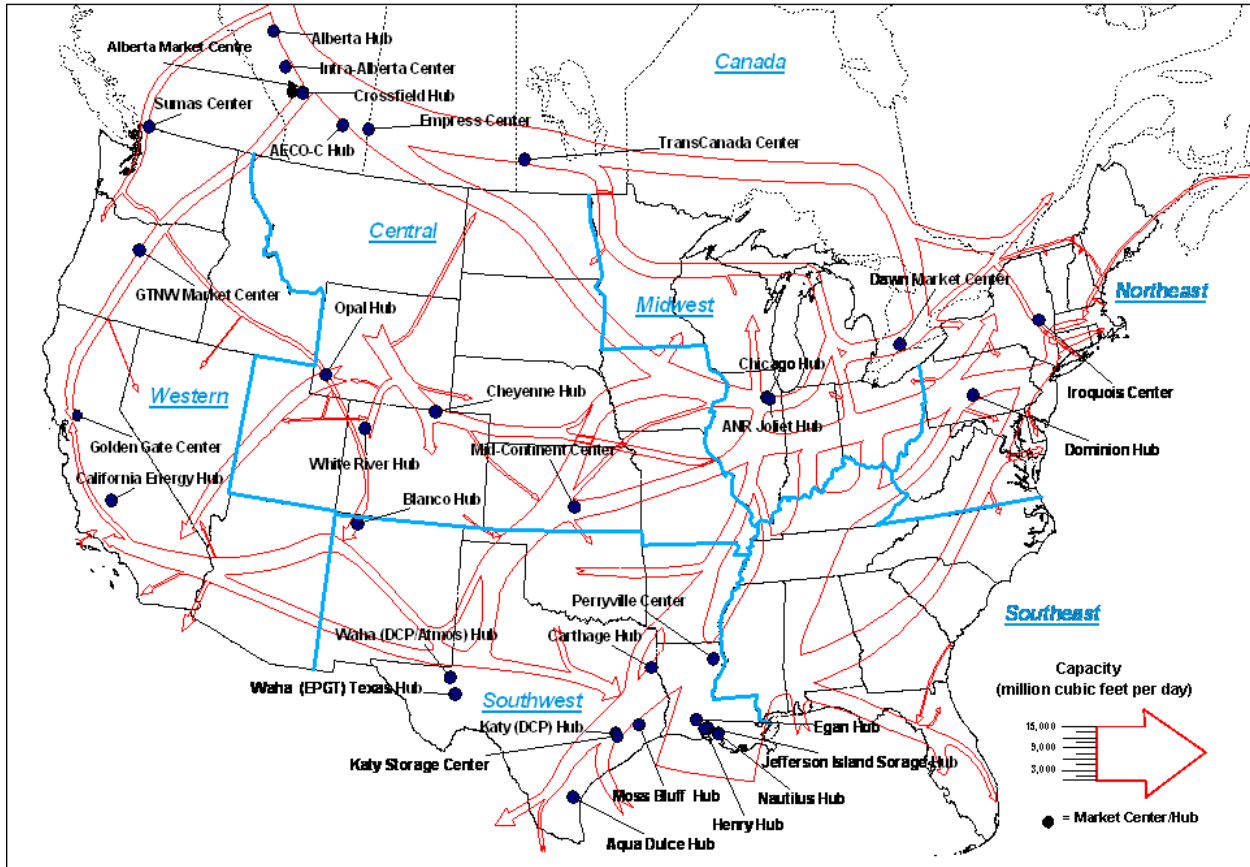 Alberta Hub
Alberta Market Centre
Canada
Intra-Alberta Center
Crossfield Hub
Sumas Center
Empress Center
TransCanada Center
AECO-C Hub
Central
Dawn Market Center
GTNW Market Center
Northeast
Opal Hub
Midwest
Chicago Hub
Western
Cheyenne Hub
Iroquois Center
ANR Joliet Hub
Golden Gate Center
Mid-Continent Center
Dominion Hub
White River Hub
California Energy Hub
Blanco Hub
Perryville Center
Southeast
Waha (DCP/Atmos) Hub
Carthage Hub
Capacity
(million cubic feet per day)
Waha (EPGT) Texas Hub
Southwest
Katy (DCP) Hub
Egan Hub
15,000
9,000
3,000
Katy Storage Center
Jefferson Island Sorage Hub
Moss Bluff Hub
Nautilus Hub
Henry Hub
= Market Center/Hub
Aqua Dulce Hub